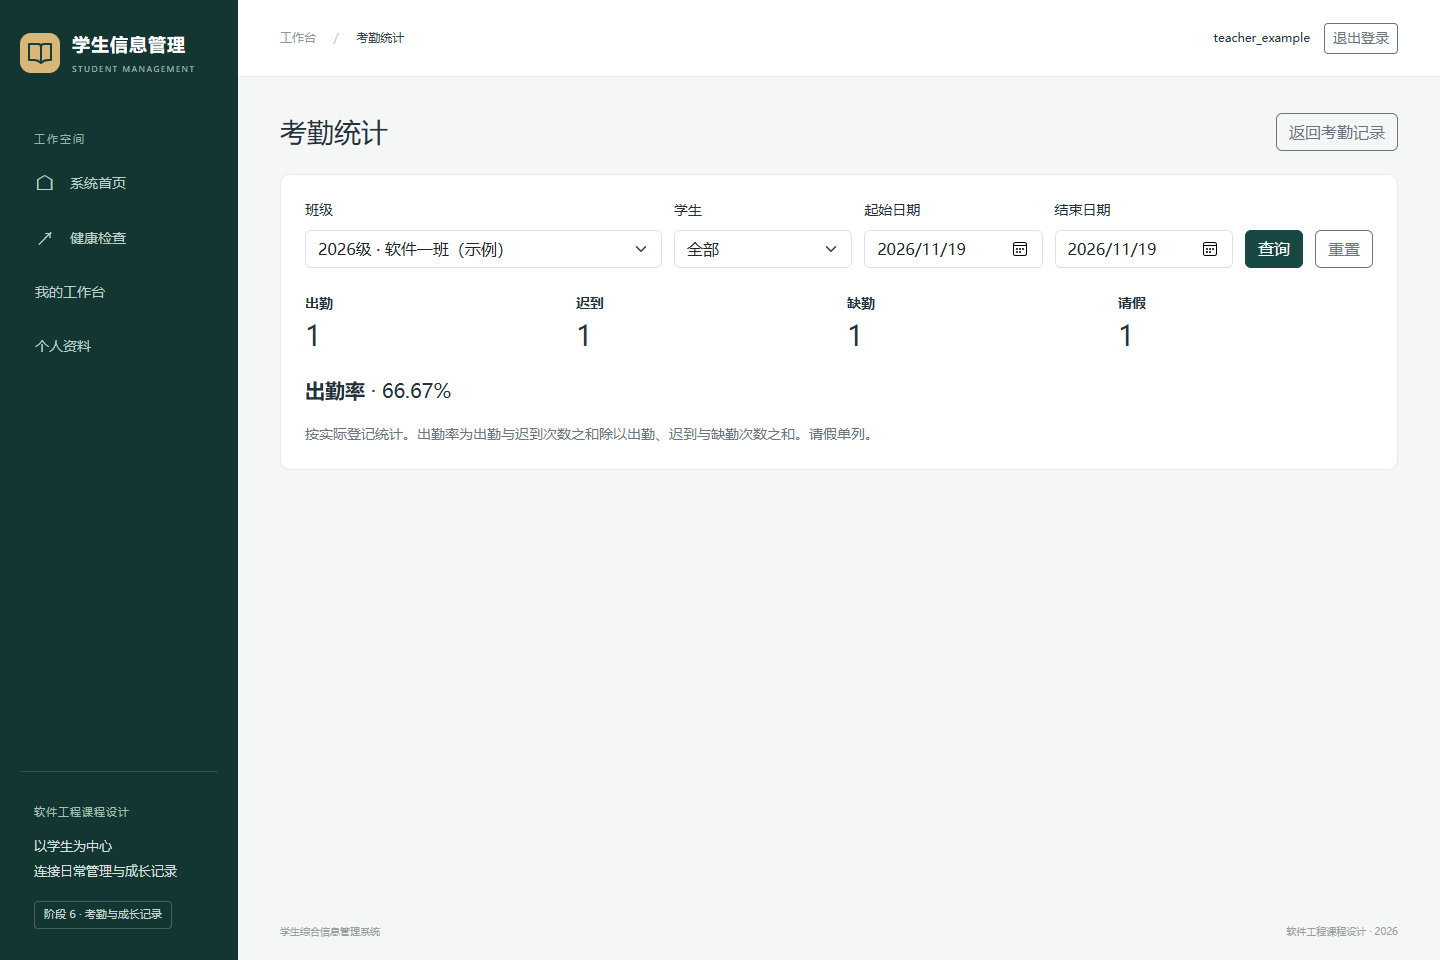 学生信息管理
STUDENT MANAGEMENT
工作空间
系统首页
健康检查
我的工作台
个人资料
软件工程课程设计
以学生为中心
连接日常管理与成长记录
阶段 6 · 考勤与成长记录
工作台 / 考勤统计
teacher_example 退出登录
考勤统计 返回考勤记录
班级 学生 起始日期 结束日期
2026级 · 软件一班（示例） 全部 2026/11/19 2026/11/19 查询 重置
出勤 迟到 缺勤 请假
1 1 1 1
出勤率 · 66.67%
按实际登记统计。出勤率为出勤与迟到次数之和除以出勤、迟到与缺勤次数之和。请假单列。
学生综合信息管理系统 软件工程课程设计 · 2026